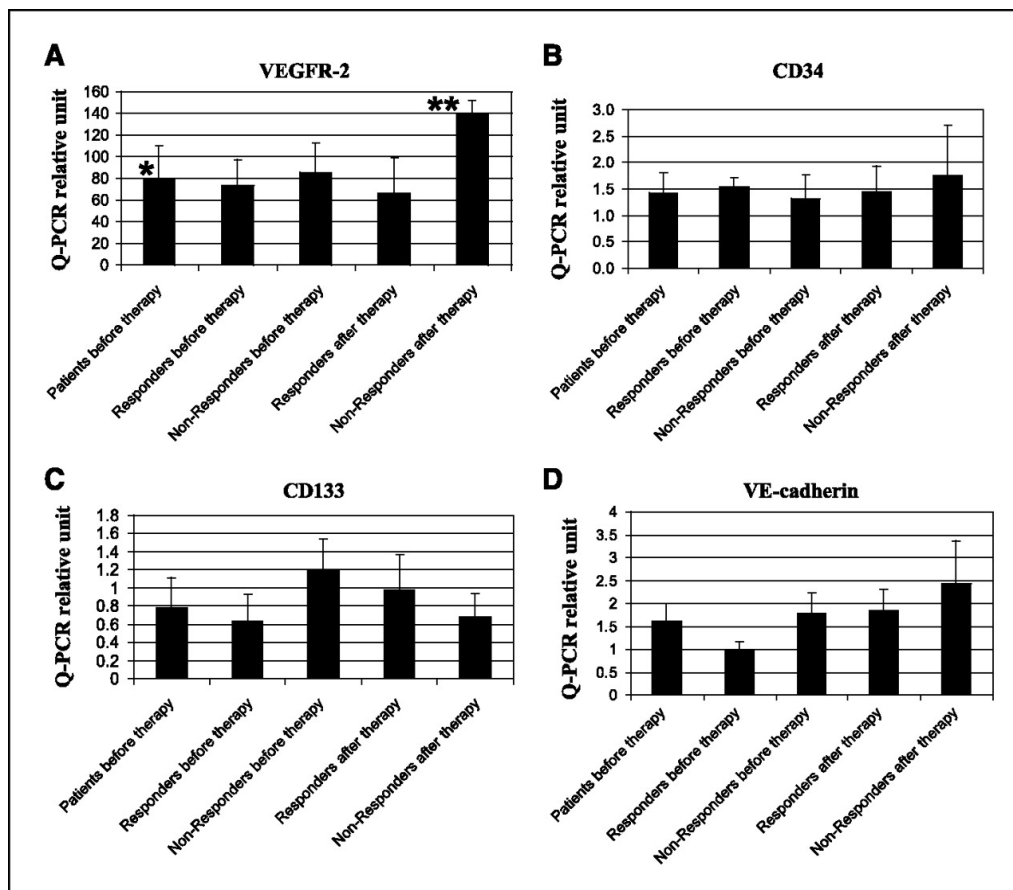 A
VEGFR-2
Q-PCR relative unit
160
140
120
100
80
60
40
20
0
*
**
Patients before therapy
Responders before therapy
Non-Responders before therapy
Responders after therapy
Non-Responders after therapy
B
CD34
Q-PCR relative unit
3.0
2.5
2.0
1.5
1.0
0.5
0.0
Patients before therapy
Responders before therapy
Non-Responders before therapy
Responders after therapy
Non-Responders after therapy
C
CD133
Q-PCR relative unit
1.8
1.6
1.4
1.2
1
0.8
0.6
0.4
0.2
0
Patients before therapy
Responders before therapy
Non-Responders before therapy
Responders after therapy
Non-Responders after therapy
D
VE-cadherin
Q-PCR relative unit
4
3.5
3
2.5
2
1.5
1
0.5
0
Patients before therapy
Responders before therapy
Non-Responders before therapy
Responders after therapy
Non-Responders after therapy